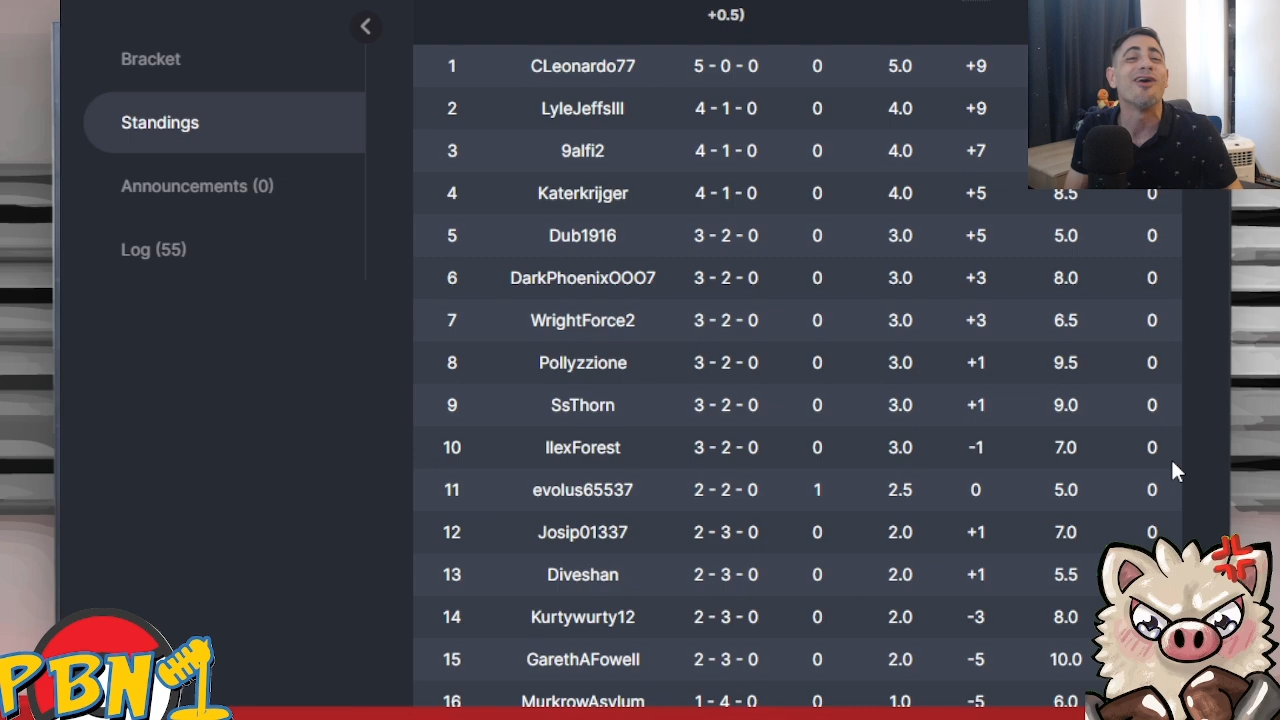 +0.5)
Bracket
Standings
Announcements (0)
Log (55)
1 CLeonardo77 5 - 0 - 0 0 5.0 +9
2 LyleJeffsIII 4 - 1 - 0 0 4.0 +9
3 9alfi2 4 - 1 - 0 0 4.0 +7
4 Katerkrijger 4 - 1 - 0 0 4.0 +5 8.5 0
5 Dub1916 3 - 2 - 0 0 3.0 +5 5.0 0
6 DarkPhoenixOOO7 3 - 2 - 0 0 3.0 +3 8.0 0
7 WrightForce2 3 - 2 - 0 0 3.0 +3 6.5 0
8 Pollyzzione 3 - 2 - 0 0 3.0 +1 9.5 0
9 SsThorn 3 - 2 - 0 0 3.0 +1 9.0 0
10 IlexForest 3 - 2 - 0 0 3.0 -1 7.0 0
11 evolus65537 2 - 2 - 0 1 2.5 0 5.0 0
12 Josip01337 2 - 3 - 0 0 2.0 +1 7.0 0
13 Diveshan 2 - 3 - 0 0 2.0 +1 5.5
14 Kurtywurty12 2 - 3 - 0 0 2.0 -3 8.0
15 GarethAFowell 2 - 3 - 0 0 2.0 -5 10.0
16 MurkrowAsylum 1 - 4 - 0 0 1.0 -5 6.0
PBN